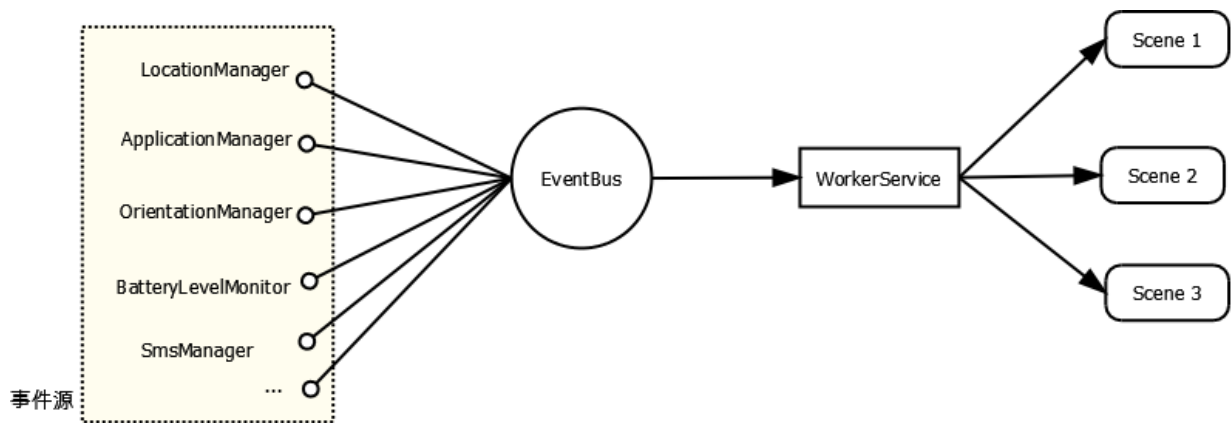 LocationManager
ApplicationManager
OrientationManager
BatteryLevelMonitor
SmsManager
...
事件源
EventBus
WorkerService
Scene 1
Scene 2
Scene 3